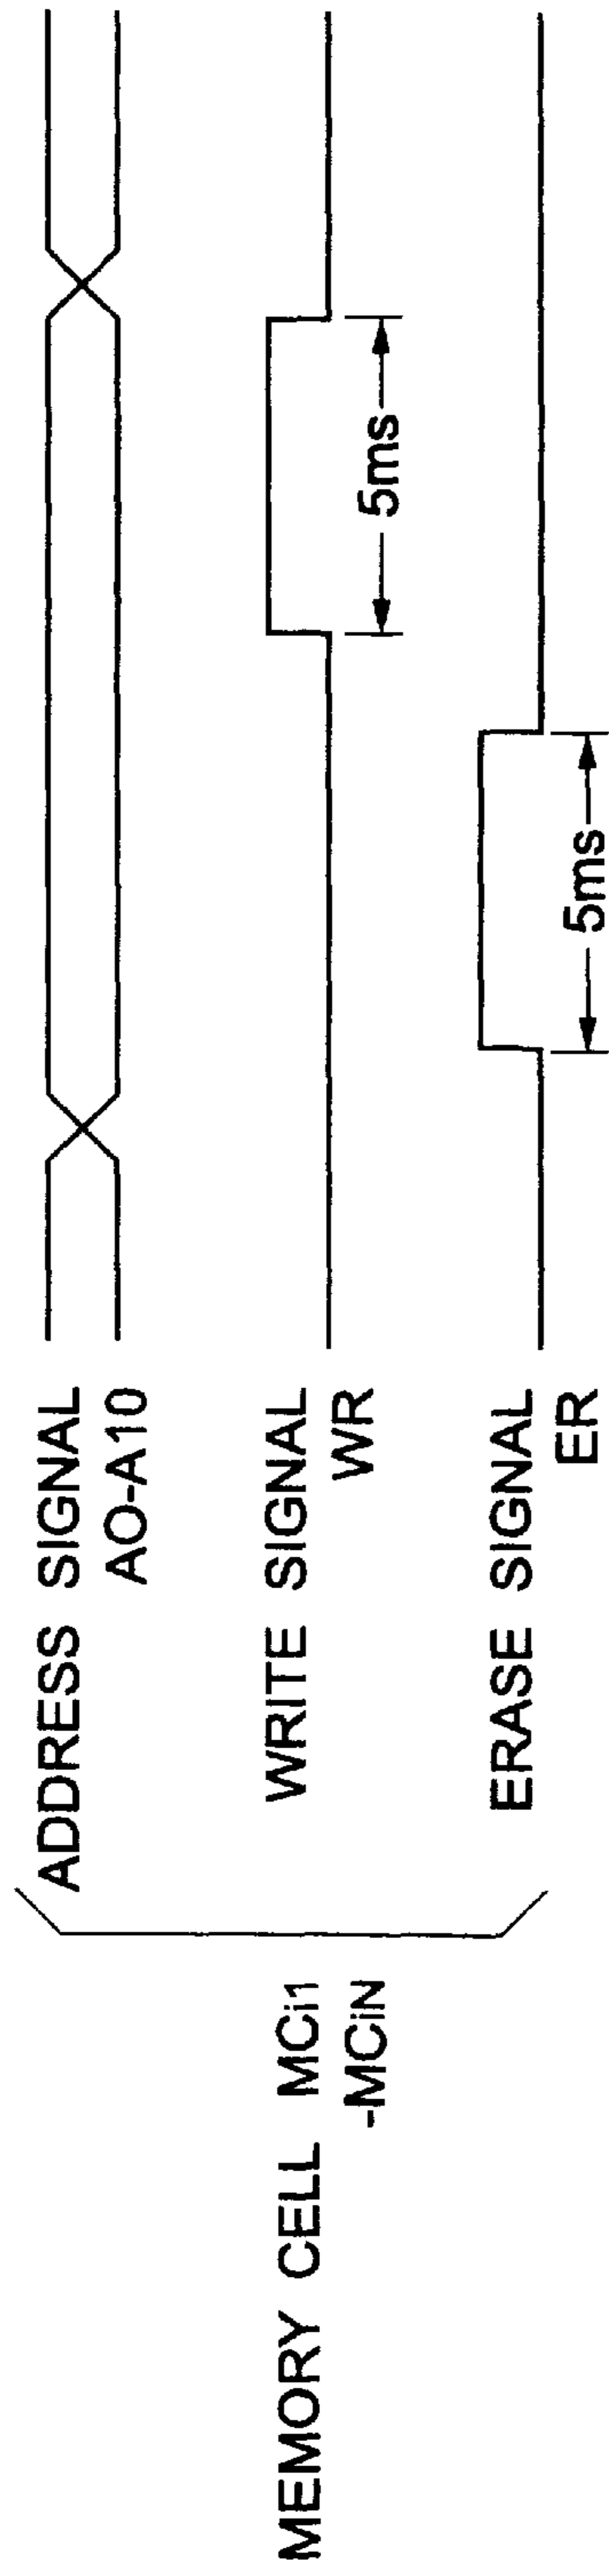 MEMORY CELL MCi1
-MCiN
ADDRESS SIGNAL
AO-A10
WRITE SIGNAL
WR
5ms
ERASE SIGNAL
ER
5ms